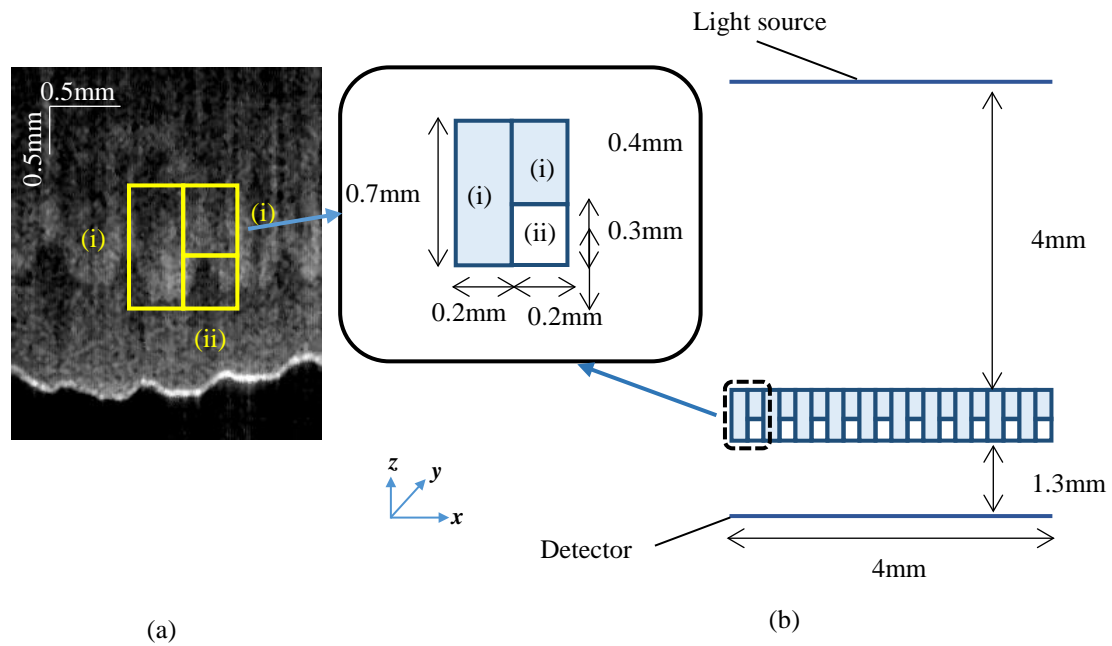 Light source
0.5mm
0.5mm
(i)
(i)
(ii)
0.7mm
(i)
(i)
(ii)
0.4mm
0.3mm
0.2mm
0.2mm
4mm
1.3mm
z
y
x
Detector
4mm
(a)
(b)